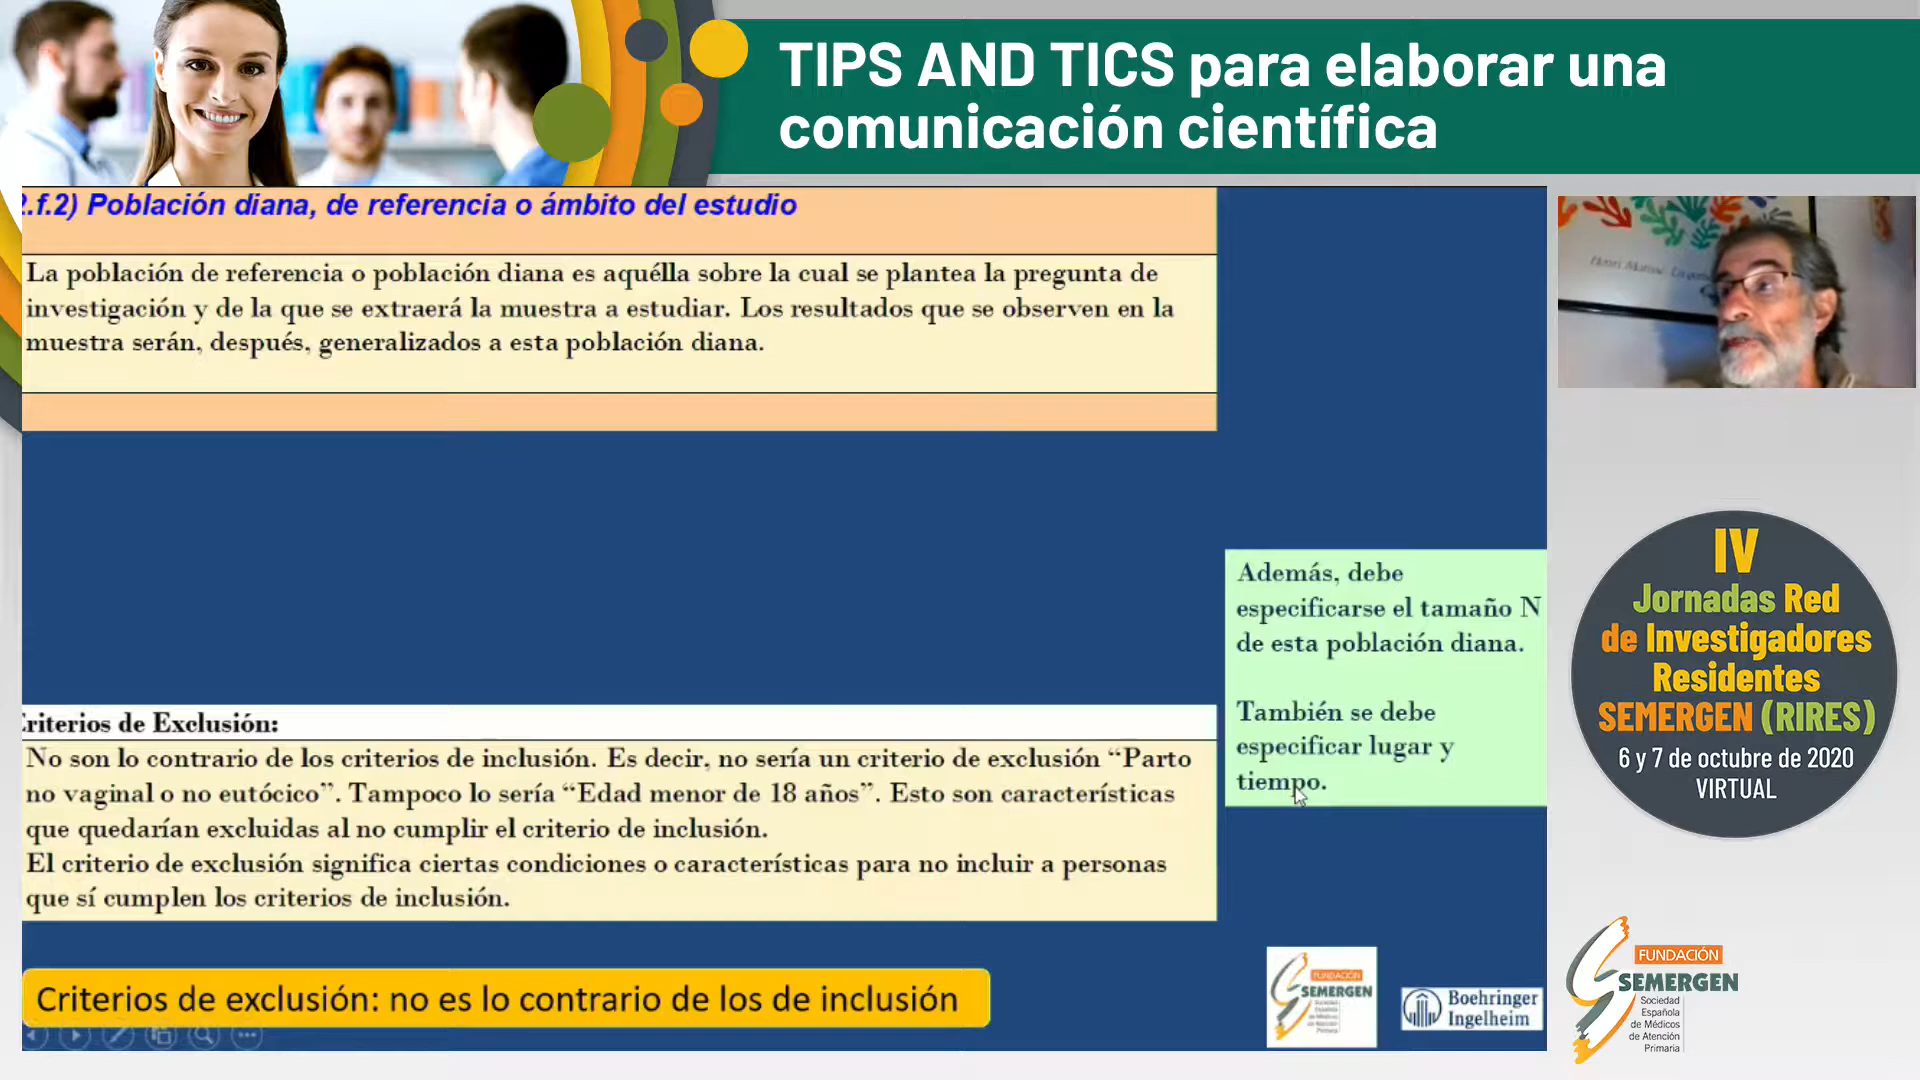 TIPS AND TICS para elaborar una
comunicación científica
.f.2) Población diana, de referencia o ámbito del estudio
La población de referencia o población diana es aquélla sobre la cual se plantea la pregunta de
investigación y de la que se extraerá la muestra a estudiar. Los resultados que se observen en la
muestra serán, después, generalizados a esta población diana.
Además, debe
especificarse el tamaño N
de esta población diana.
También se debe
especificar lugar y
tiempo.
riterios de Exclusión:
No son lo contrario de los criterios de inclusión. Es decir, no sería un criterio de exclusión “Parto
no vaginal o no eutócico”. Tampoco lo sería “Edad menor de 18 años”. Esto son características
que quedarían excluidas al no cumplir el criterio de inclusión.
El criterio de exclusión significa ciertas condiciones o características para no incluir a personas
que sí cumplen los criterios de inclusión.
Criterios de exclusión: no es lo contrario de los de inclusión
FUNDACIÓN
SEMERGEN
Sociedad
Española
de Médicos
de Atención
Primaria
Boehringer
Ingelheim
IV
Jornadas Red
de Investigadores
Residentes
SEMERGEN (RIRES)
6 y 7 de octubre de 2020
VIRTUAL
FUNDACIÓN
SEMERGEN
Sociedad
Española
de Médicos
de Atención
Primaria